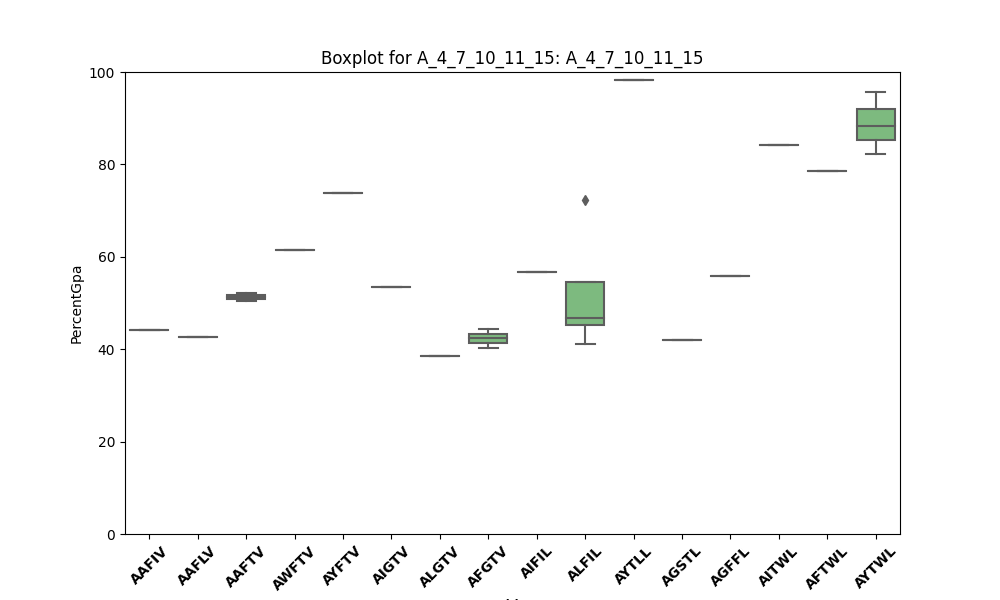 Boxplot for A_4_7_10_11_15: A_4_7_10_11_15
100
80
60
40
20
0
PercentGpa
AAFIV AAFLV AAFTV AWFTV AYFTV AIGTV ALGTV AFGTV AIFIL ALFIL AYTLL AGSTL AGFFL AITWL AFTWL AYTWL